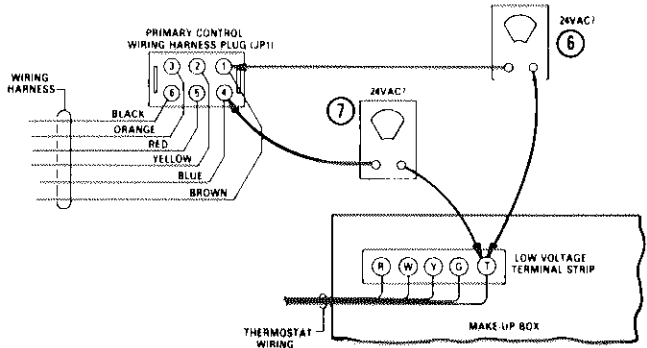 PRIMARY CONTROL
WIRING HARNESS PLUG (JP1)
24VAC?
6
WIRING
HARNESS
3 2 1
6 5 4
24VAC?
7
BLACK
ORANGE
RED
YELLOW
BLUE
BROWN
R W Y G T
LOW VOLTAGE
TERMINAL STRIP
THERMOSTAT
WIRING
MAKE-UP BOX